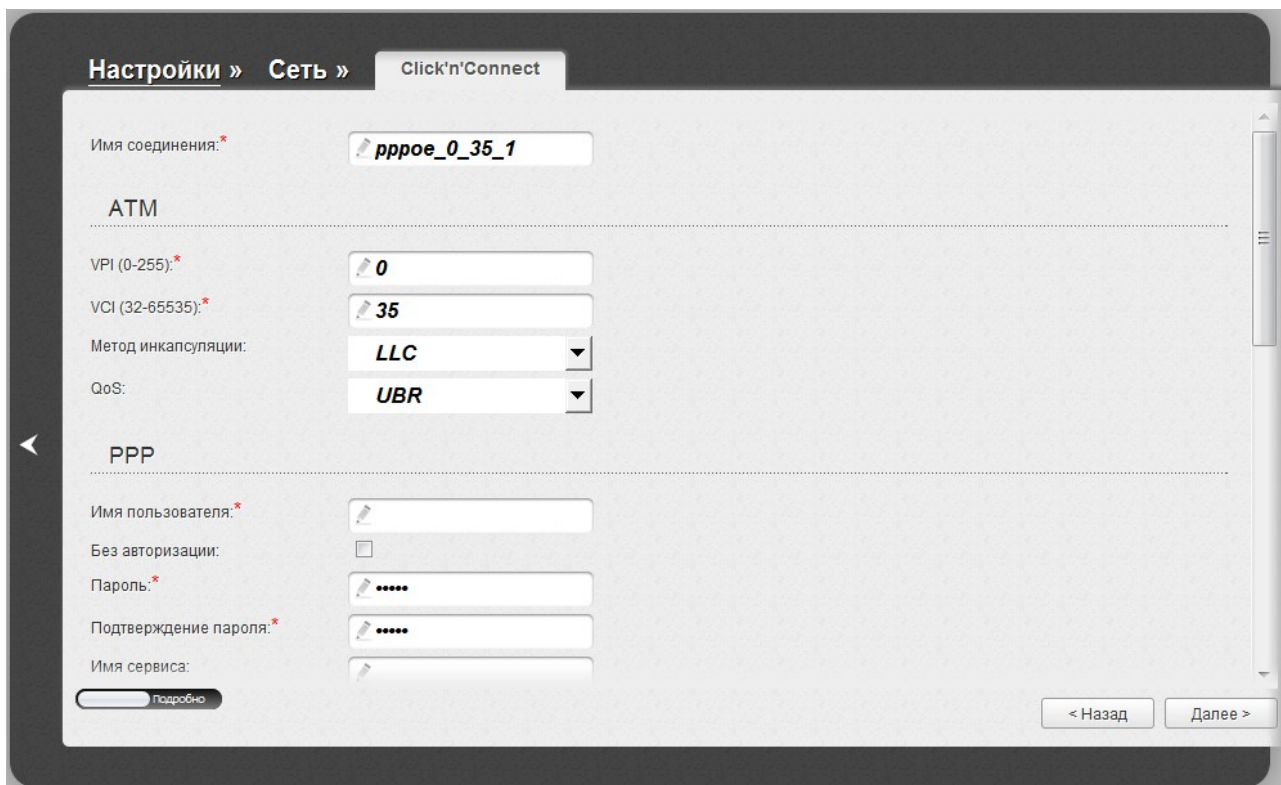 Настройки » Сеть » Click'n'Connect
Имя соединения:* pppoe_0_35_1
ATM
VPI (0-255):* 0
VCI (32-65535):* 35
Метод инкапсуляции: LLC
QoS: UBR
PPP
Имя пользователя:*
Без авторизации:
Пароль:* •••••
Подтверждение пароля:* •••••
Имя сервиса:
Подробно
< Назад Далее >